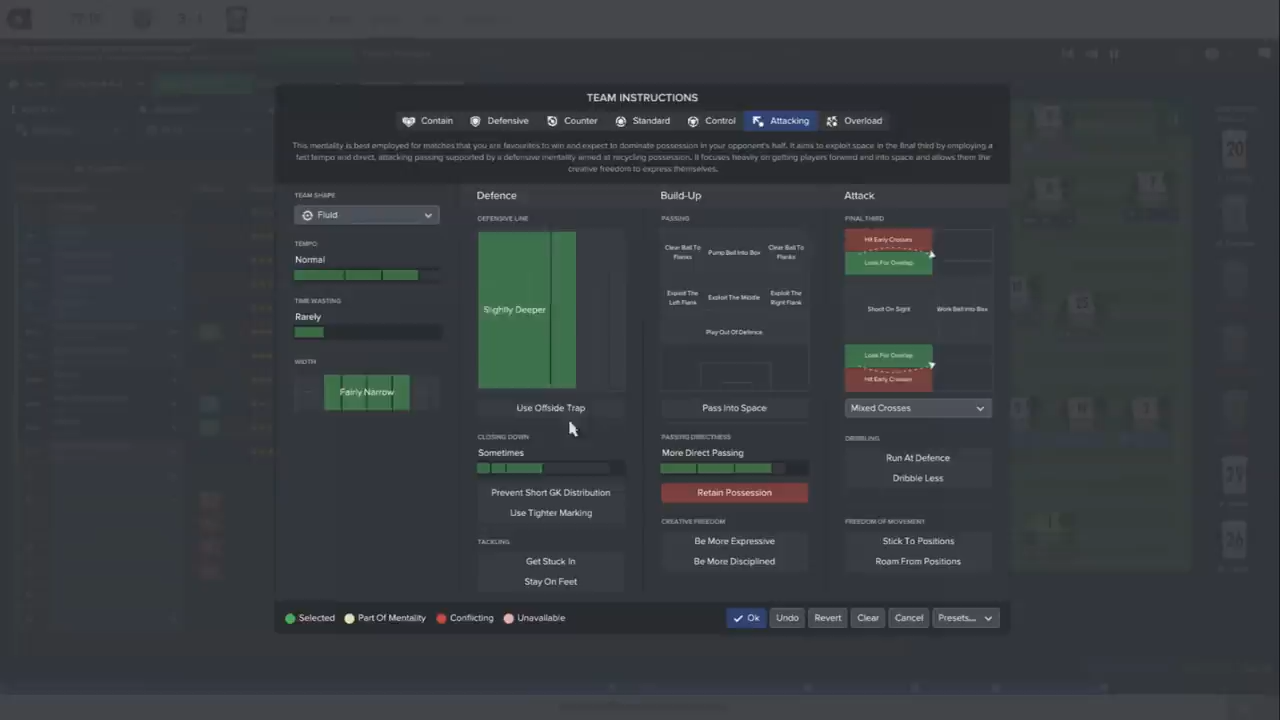 TEAM INSTRUCTIONS
Contain Defensive Counter Standard Control Attacking Overload
This mentality is best employed for matches that you are favourites to win and expect to dominate possession in your opponent's half. It aims to exploit space in the final third by employing a
fast tempo and direct, attacking passing supported by a defensive mentality aimed at recycling possession. It focuses heavily on getting players forward and into space and allows them the
creative freedom to express themselves.
TEAM SHAPE
Fluid
TEMPO
Normal
TIME WASTING
Rarely
WIDTH
Fairly Narrow
Defence
DEFENSIVE LINE
Slightly Deeper
Use Offside Trap
CLOSING DOWN
Sometimes
Prevent Short GK Distribution
Use Tighter Marking
TACKLING
Get Stuck In
Stay On Feet
Build-Up
PASSING
Clear Ball To Flanks
Pump Ball Into Box
Clear Ball To Flanks
Exploit The Left Flank
Exploit The Middle
Exploit The Right Flank
Play Out Of Defence
Pass Into Space
PASSING DIRECTNESS
More Direct Passing
Retain Possession
CREATIVE FREEDOM
Be More Expressive
Be More Disciplined
Attack
FINAL THIRD
Hit Early Crosses
Look For Overlap
Shoot On Sight
Work Ball Into Box
Look For Overlap
Hit Early Crosses
Mixed Crosses
DRIBBLING
Run At Defence
Dribble Less
FREEDOM OF MOVEMENT
Stick To Positions
Roam From Positions
Selected Part Of Mentality Conflicting Unavailable
Ok Undo Revert Clear Cancel Presets...
20
39
26